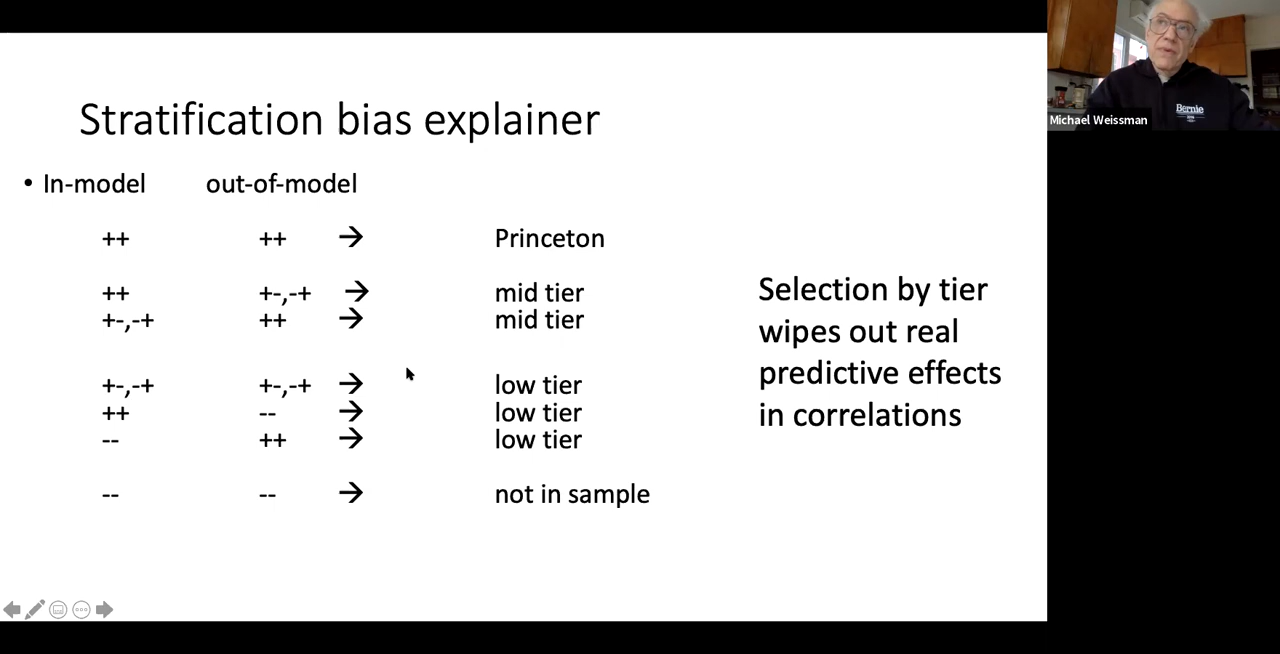 Stratification bias explainer
• In-model out-of-model
++ ++ → Princeton
++ +-,-+ → mid tier
+-,-+ ++ → mid tier
+-,-+ +-,-+ → low tier
++ -- → low tier
-- ++ → low tier
-- -- → not in sample
Selection by tier
wipes out real
predictive effects
in correlations
Bernie
Michael Weissman